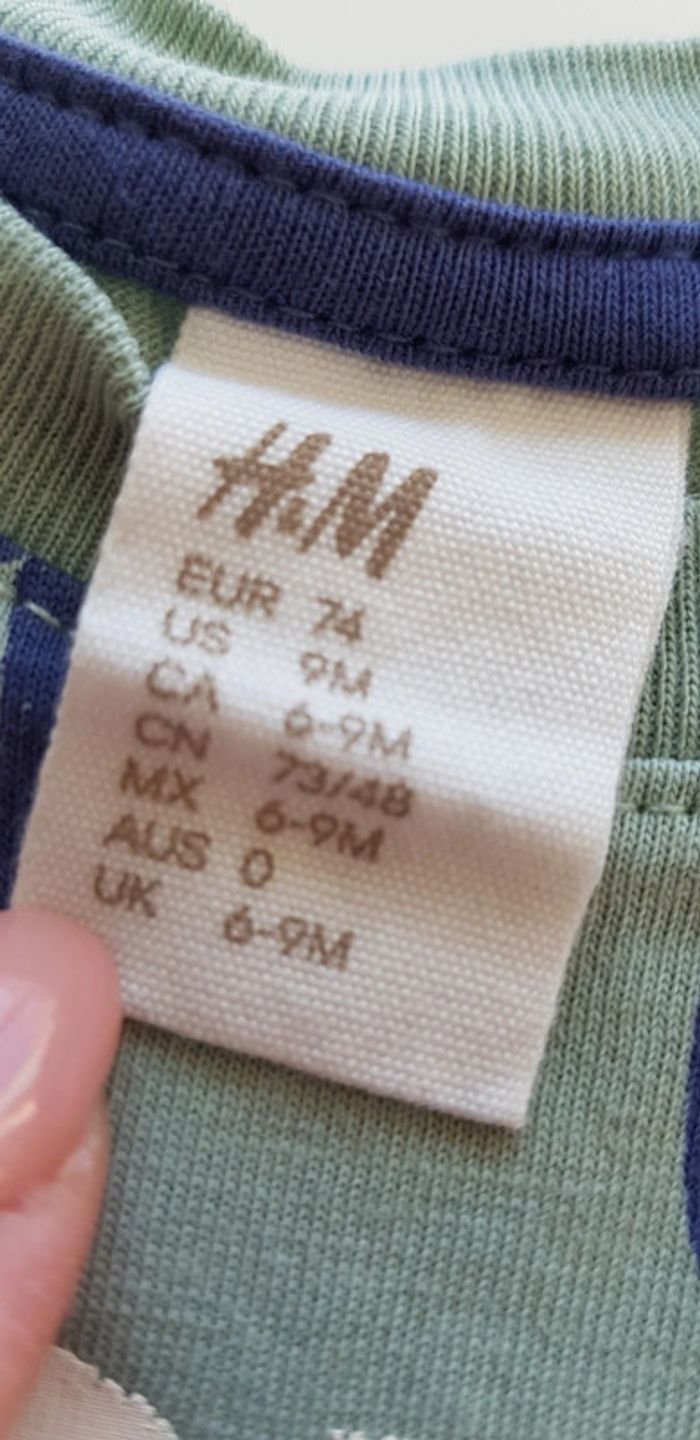 H&M
EUR 74
US 9M
CA 6-9M
CN 73/48
MX 6-9M
AUS 0
UK 6-9M